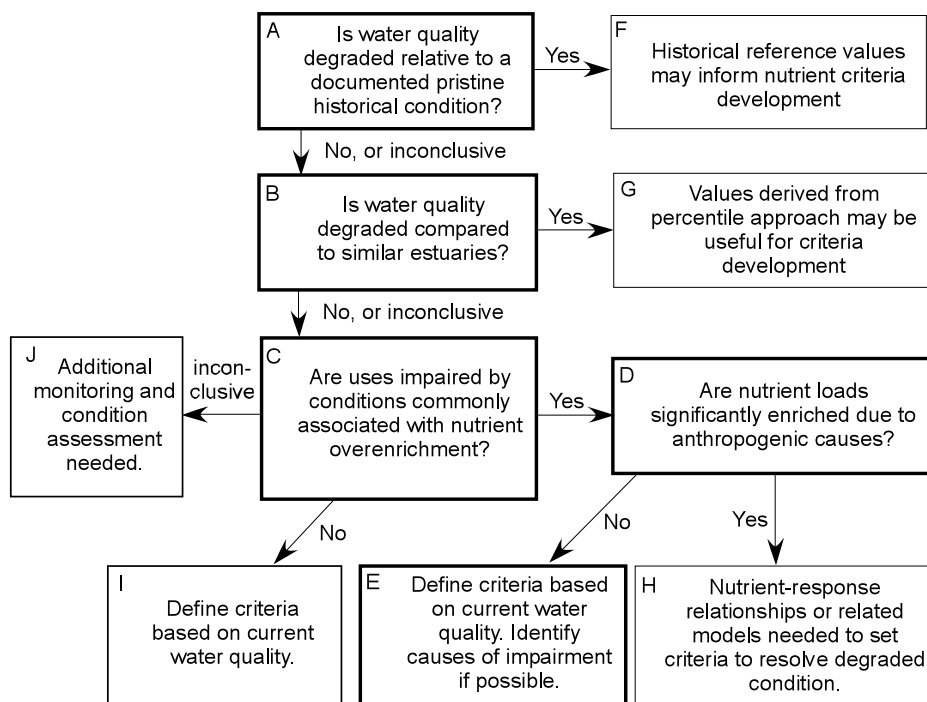 A
Is water quality
degraded relative to a
documented pristine
historical condition?
Yes
F
Historical reference values
may inform nutrient criteria
development
No, or inconclusive
B
Is water quality
degraded compared
to similar estuaries?
Yes
G
Values derived from
percentile approach may be
useful for criteria
development
No, or inconclusive
J
Additional
monitoring and
condition
assessment
needed.
incon-
clusive
C
Are uses impaired by
conditions commonly
associated with nutrient
overenrichment?
Yes
D
Are nutrient loads
significantly enriched due to
anthropogenic causes?
No
No
Yes
I
Define criteria
based on current
water quality.
E
Define criteria based
on current water
quality. Identify
causes of impairment
if possible.
H
Nutrient-response
relationships or related
models needed to set
criteria to resolve degraded
condition.